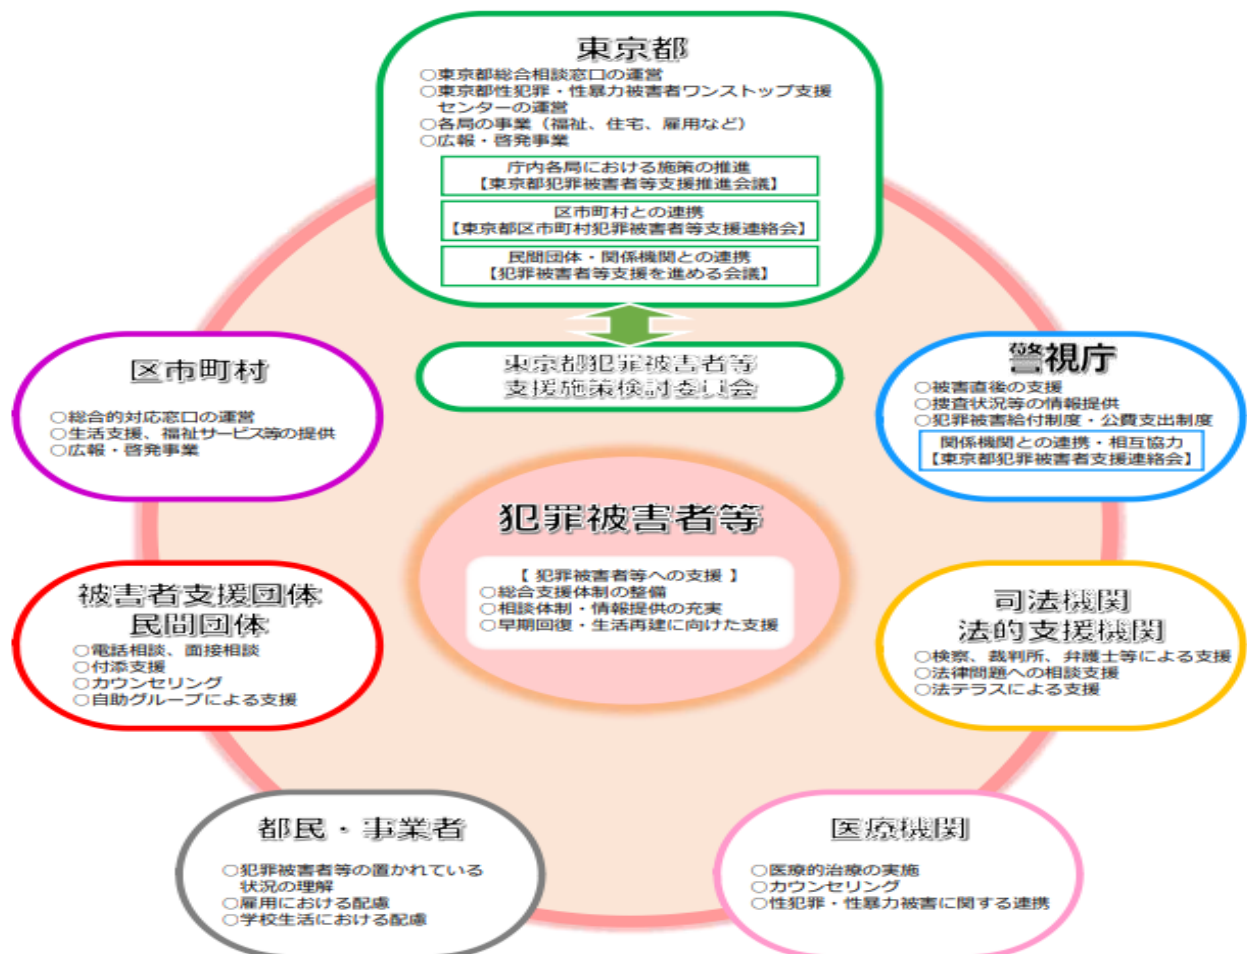 東京都
○東京都総合相談窓口の運営
○東京都性犯罪・性暴力被害者ワンストップ支援
センターの運営
○各局の事業（福祉、住宅、雇用など）
○広報・啓発事業
庁内各局における施策の推進
【東京都犯罪被害者等支援推進会議】
区市町村との連携
【東京都区市町村犯罪被害者等支援連絡会】
民間団体・関係機関との連携
【犯罪被害者等支援を進める会議】
東京都犯罪被害者等
支援施策検討委員会
区市町村
○総合的対応窓口の運営
○生活支援、福祉サービス等の提供
○広報・啓発事業
警視庁
○被害直後の支援
○捜査状況等の情報提供
○犯罪被害給付制度・公費支出制度
関係機関との連携・相互協力
【東京都犯罪被害者支援連絡会】
犯罪被害者等
【 犯罪被害者等への支援 】
○総合支援体制の整備
○相談体制・情報提供の充実
○早期回復・生活再建に向けた支援
被害者支援団体
民間団体
○電話相談、面接相談
○付添支援
○カウンセリング
○自助グループによる支援
司法機関
法的支援機関
○検察、裁判所、弁護士等による支援
○法律問題への相談支援
○法テラスによる支援
都民・事業者
○犯罪被害者等の置かれている
状況の理解
○雇用における配慮
○学校生活における配慮
医療機関
○医療的治療の実施
○カウンセリング
○性犯罪・性暴力被害に関する連携